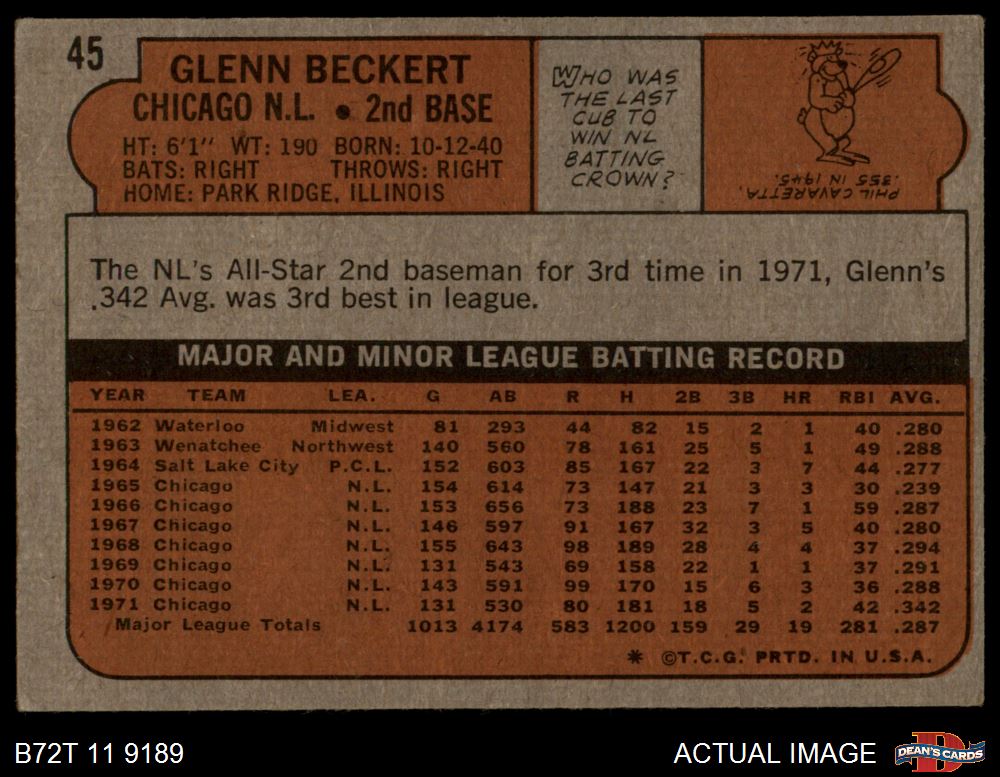 45
GLENN BECKERT
CHICAGO N.L. • 2nd BASE
HT: 6'1" WT: 190 BORN: 10-12-40
BATS: RIGHT THROWS: RIGHT
HOME: PARK RIDGE, ILLINOIS
WHO WAS
THE LAST
CUB TO
WIN NL
BATTING
CROWN?
PHIL CAVARETTA,
.355 IN 1945.
The NL's All-Star 2nd baseman for 3rd time in 1971, Glenn's
.342 Avg. was 3rd best in league.
MAJOR AND MINOR LEAGUE BATTING RECORD
YEAR TEAM LEA. G AB R H 2B 3B HR RBI AVG.
1962 Waterloo Midwest 81 293 44 82 15 2 1 40 .280
1963 Wenatchee Northwest 140 560 78 161 25 5 1 49 .288
1964 Salt Lake City P.C.L. 152 603 85 167 22 3 7 44 .277
1965 Chicago N.L. 154 614 73 147 21 3 3 30 .239
1966 Chicago N.L. 153 656 73 188 23 7 1 59 .287
1967 Chicago N.L. 146 597 91 167 32 3 5 40 .280
1968 Chicago N.L. 155 643 98 189 28 4 4 37 .294
1969 Chicago N.L. 131 543 69 158 22 1 1 37 .291
1970 Chicago N.L. 143 591 99 170 15 6 3 36 .288
1971 Chicago N.L. 131 530 80 181 18 5 2 42 .342
Major League Totals 1013 4174 583 1200 159 29 19 281 .287
* ©T.C.G. PRTD. IN U.S.A.
B72T 11 9189
ACTUAL IMAGE
DEAN'S CARDS